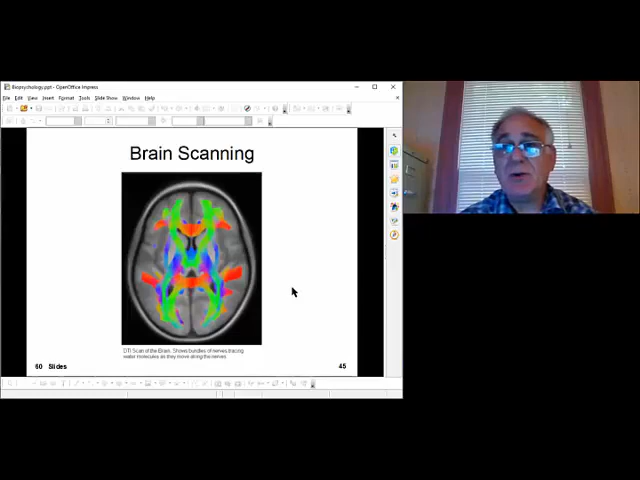 Biopsychology.ppt - OpenOffice Impress
File Edit View Insert Format Tools Slide Show Window Help
Brain Scanning
DTI Scan of the Brain. Shows bundles of nerves tracing
water molecules as they move along the nerves
60 Slides
45